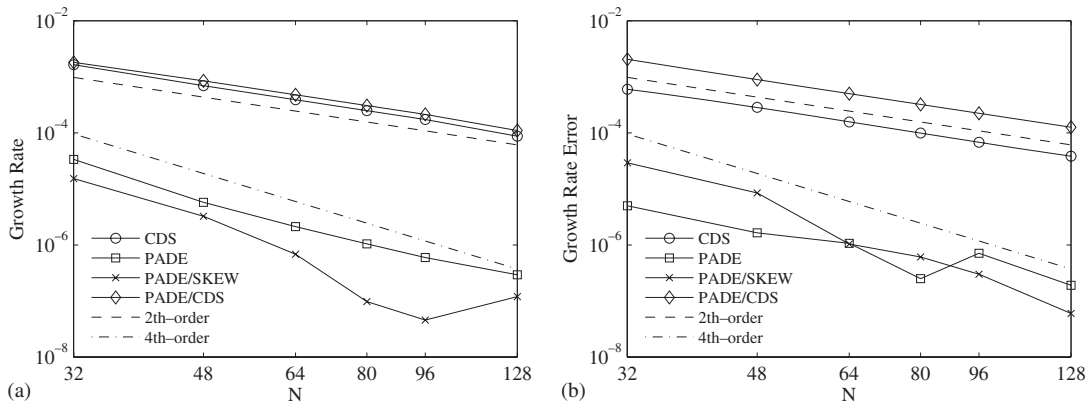 10−2
10−4
10−6
10−8
Growth Rate
CDS
PADE
PADE/SKEW
PADE/CDS
2th–order
4th–order
32 48 64 80 96 128
N
(a)
10−2
10−4
10−6
10−8
Growth Rate Error
CDS
PADE
PADE/SKEW
PADE/CDS
2th–order
4th–order
32 48 64 80 96 128
N
(b)